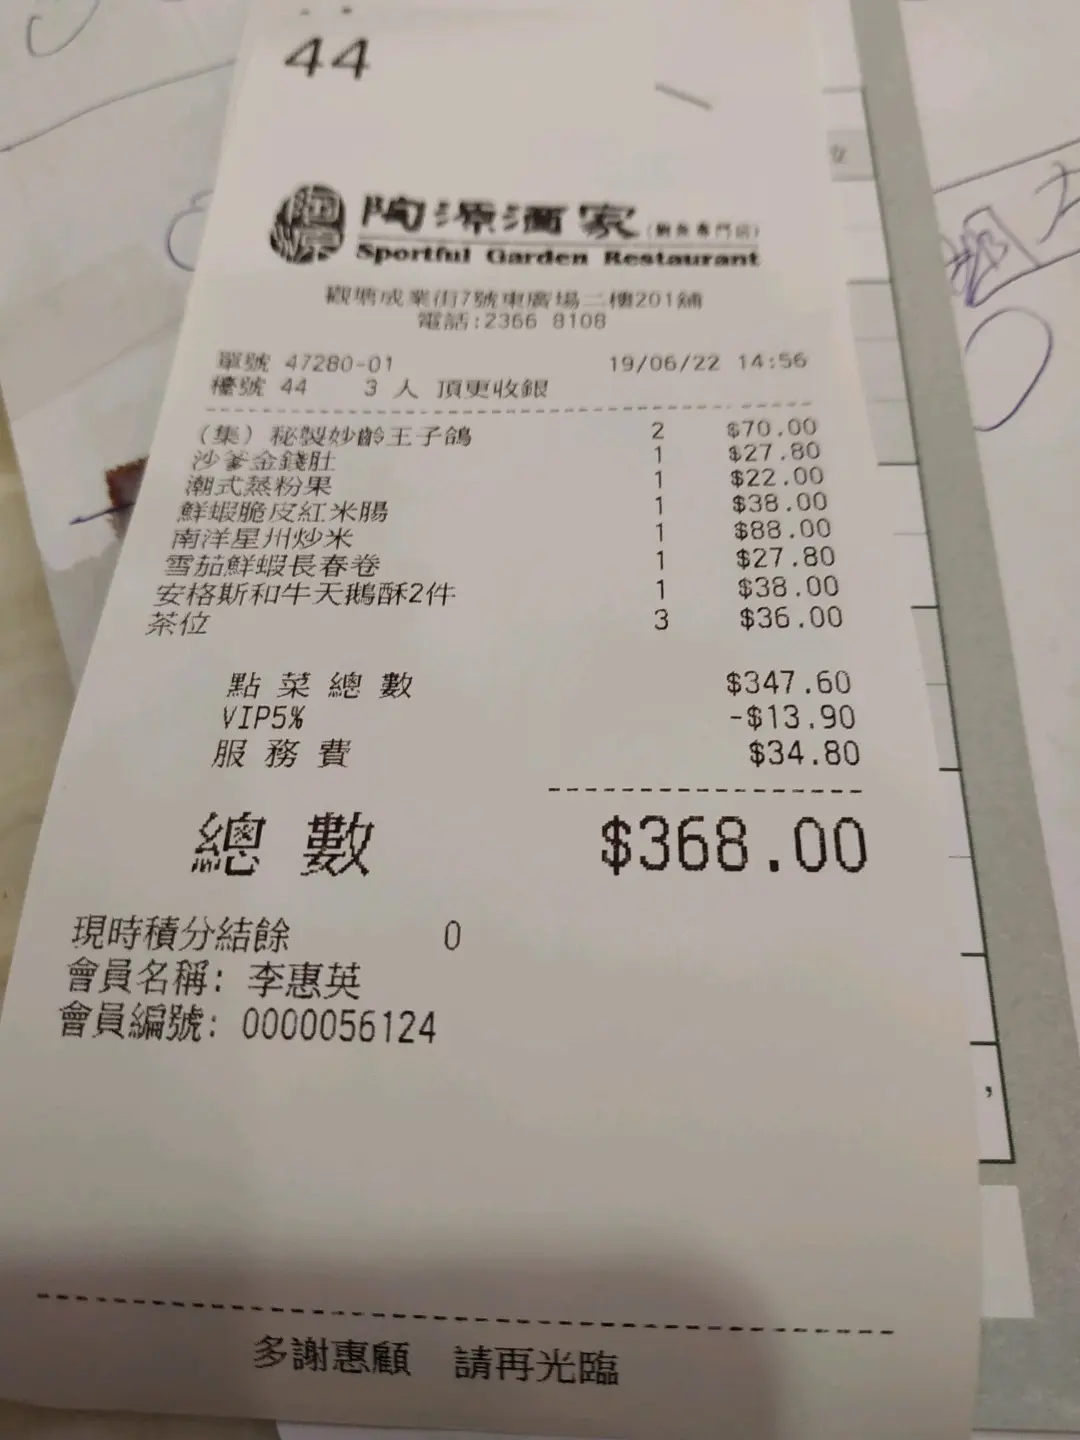 44
陶源酒家(鮑魚專門店)
Sportful Garden Restaurant
觀塘成業街7號東廣場二樓201舖
電話:2366 8108
單號 47280-01 19/06/22 14:56
檯號 44 3 人 頂更收銀
(集)秘製妙齡王子鴿 2 $70.00
沙爹金錢肚 1 $27.80
潮式蒸粉果 1 $22.00
鮮蝦脆皮紅米腸 1 $38.00
南洋星州炒米 1 $88.00
雪茄鮮蝦長春卷 1 $27.80
安格斯和牛天鵝酥2件 1 $38.00
茶位 3 $36.00
點菜總數 $347.60
VIP5% -$13.90
服務費 $34.80
總數 $368.00
現時積分結餘 0
會員名稱: 李惠英
會員編號: 0000056124
多謝惠顧 請再光臨